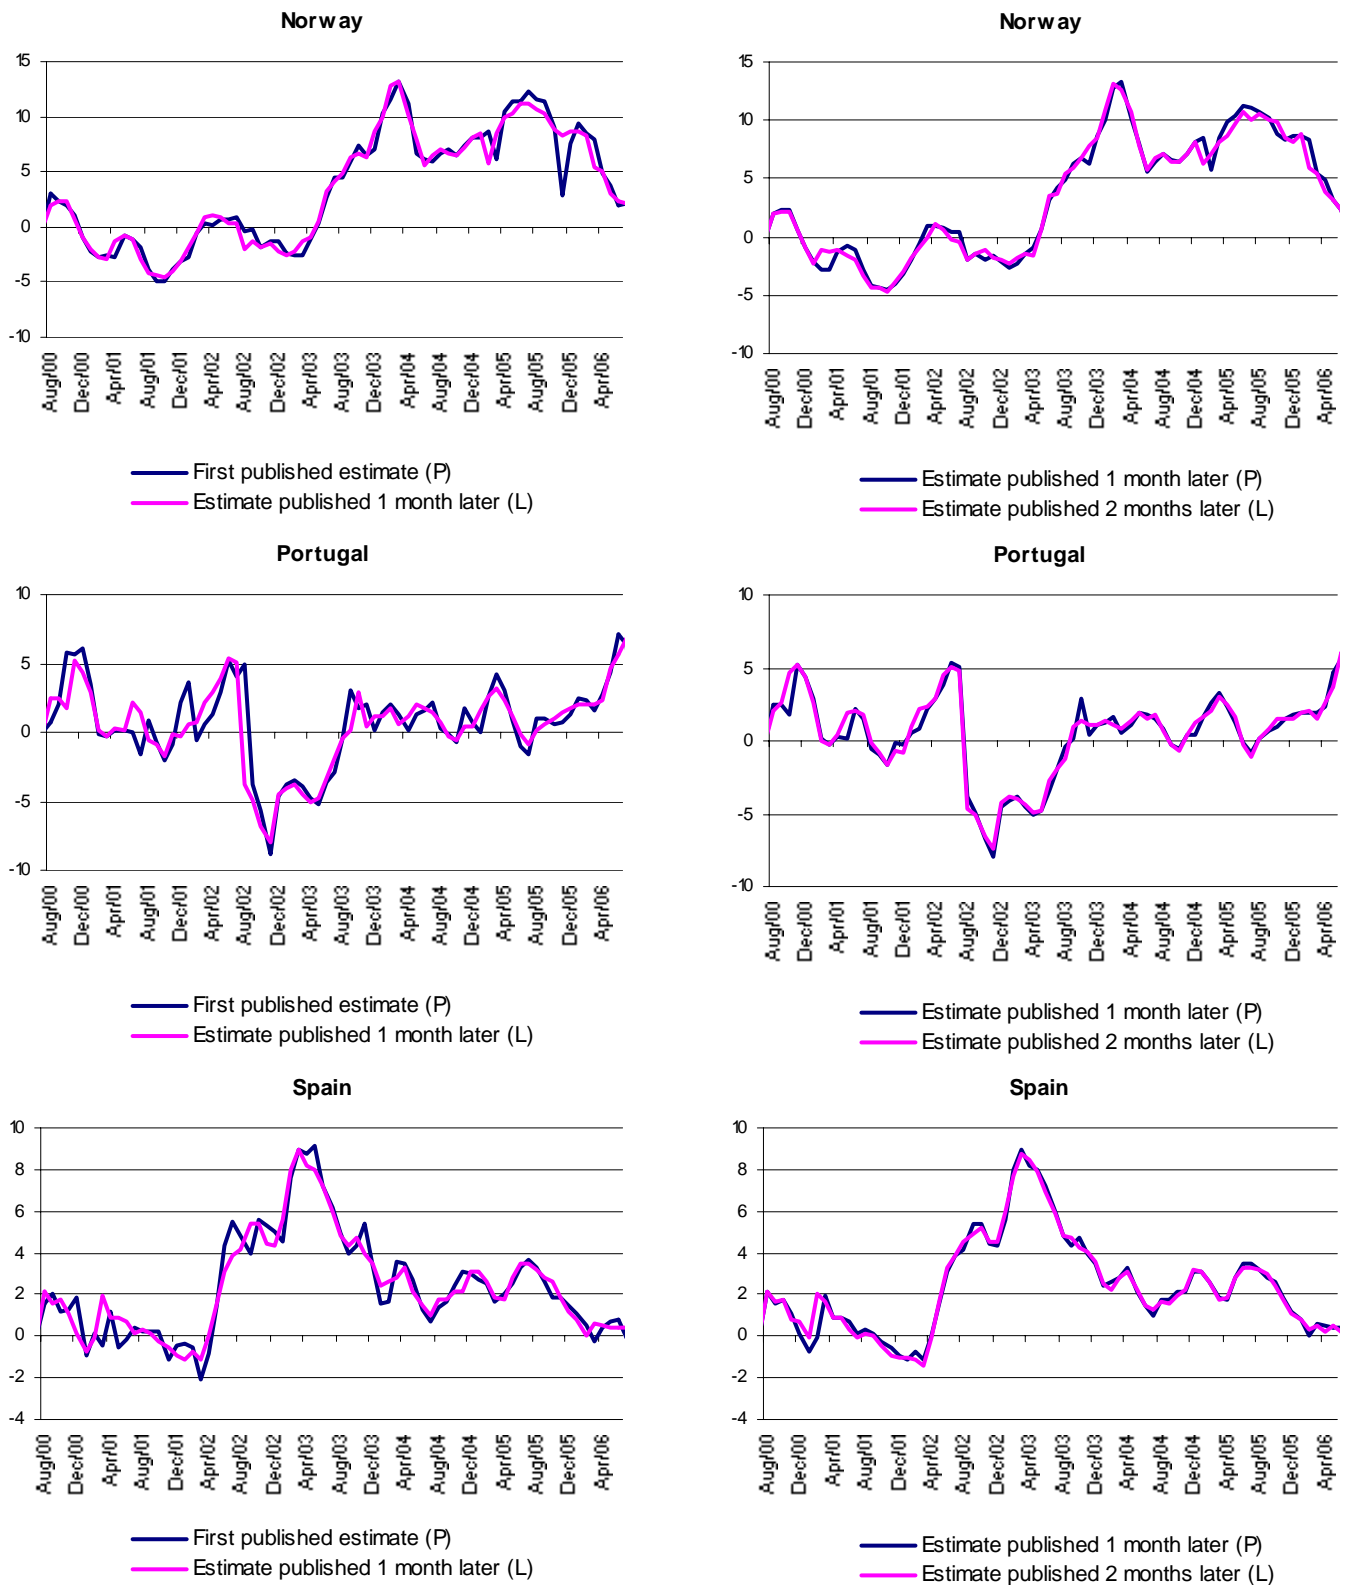 Norway
15
10
5
0
-5
-10
Aug/00 Dec/00 Apr/01 Aug/01 Dec/01 Apr/02 Aug/02 Dec/02 Apr/03 Aug/03 Dec/03 Apr/04 Aug/04 Dec/04 Apr/05 Aug/05 Dec/05 Apr/06
First published estimate (P)
Estimate published 1 month later (L)
Norway
15
10
5
0
-5
-10
Aug/00 Dec/00 Apr/01 Aug/01 Dec/01 Apr/02 Aug/02 Dec/02 Apr/03 Aug/03 Dec/03 Apr/04 Aug/04 Dec/04 Apr/05 Aug/05 Dec/05 Apr/06
Estimate published 1 month later (P)
Estimate published 2 months later (L)
Portugal
10
5
0
-5
-10
Aug/00 Dec/00 Apr/01 Aug/01 Dec/01 Apr/02 Aug/02 Dec/02 Apr/03 Aug/03 Dec/03 Apr/04 Aug/04 Dec/04 Apr/05 Aug/05 Dec/05 Apr/06
First published estimate (P)
Estimate published 1 month later (L)
Portugal
10
5
0
-5
-10
Aug/00 Dec/00 Apr/01 Aug/01 Dec/01 Apr/02 Aug/02 Dec/02 Apr/03 Aug/03 Dec/03 Apr/04 Aug/04 Dec/04 Apr/05 Aug/05 Dec/05 Apr/06
Estimate published 1 month later (P)
Estimate published 2 months later (L)
Spain
10
8
6
4
2
0
-2
-4
Aug/00 Dec/00 Apr/01 Aug/01 Dec/01 Apr/02 Aug/02 Dec/02 Apr/03 Aug/03 Dec/03 Apr/04 Aug/04 Dec/04 Apr/05 Aug/05 Dec/05 Apr/06
First published estimate (P)
Estimate published 1 month later (L)
Spain
10
8
6
4
2
0
-2
-4
Aug/00 Dec/00 Apr/01 Aug/01 Dec/01 Apr/02 Aug/02 Dec/02 Apr/03 Aug/03 Dec/03 Apr/04 Aug/04 Dec/04 Apr/05 Aug/05 Dec/05 Apr/06
Estimate published 1 month later (P)
Estimate published 2 months later (L)